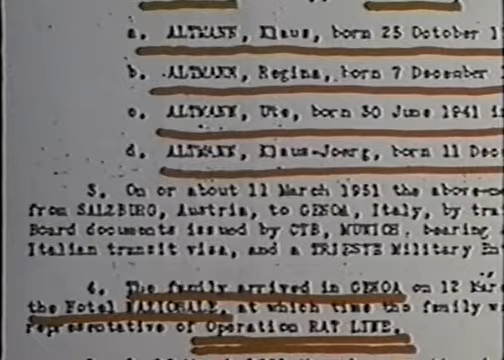 a. ALTMANN, Klaus, born 25 October 1
b. ALTMANN, Regina, born 7 December
c. ALTMANN, Ute, born 30 June 1941 i
d. ALTMANN, Klaus-Joerg, born 11 Dec
3. On or about 11 March 1951 the above-
from SALZBURG, Austria, to GENOA, Italy, by tra
Board documents issued by CTB, MUNICH, bearing
Italian transit visa, and a TRIESTE Military En
4. The family arrived in GENOA on 12 Mar
the Hotel NAZIONALE, at which time the family w
representative of Operation RAT LINE.